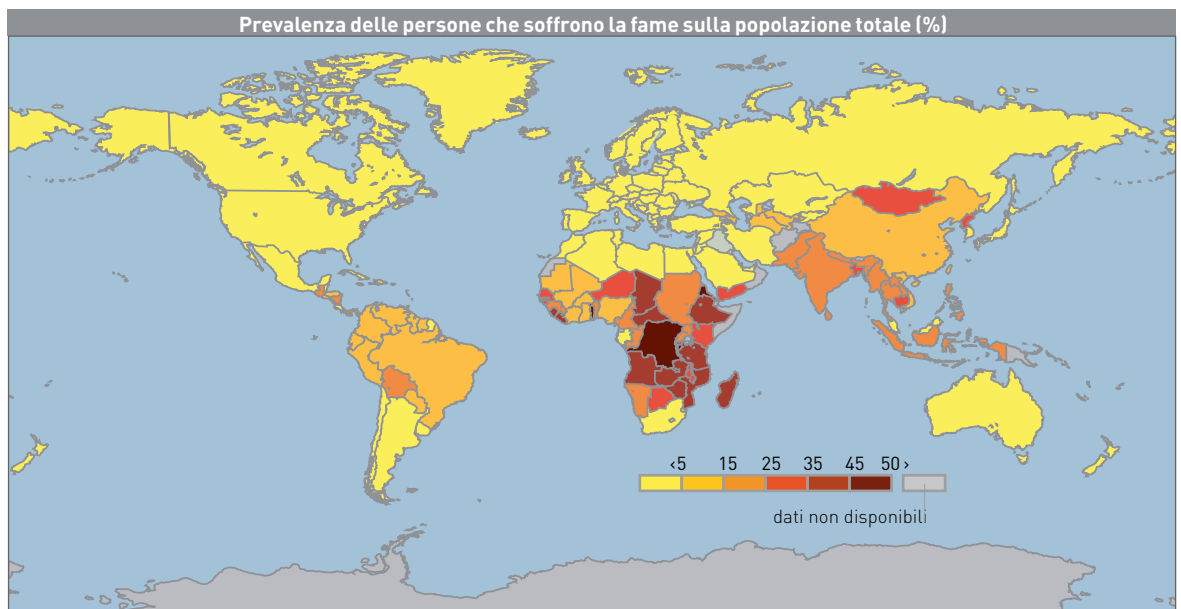 Prevalenza delle persone che soffrono la fame sulla popolazione totale (%)
‹5 15 25 35 45 50 ›
dati non disponibili